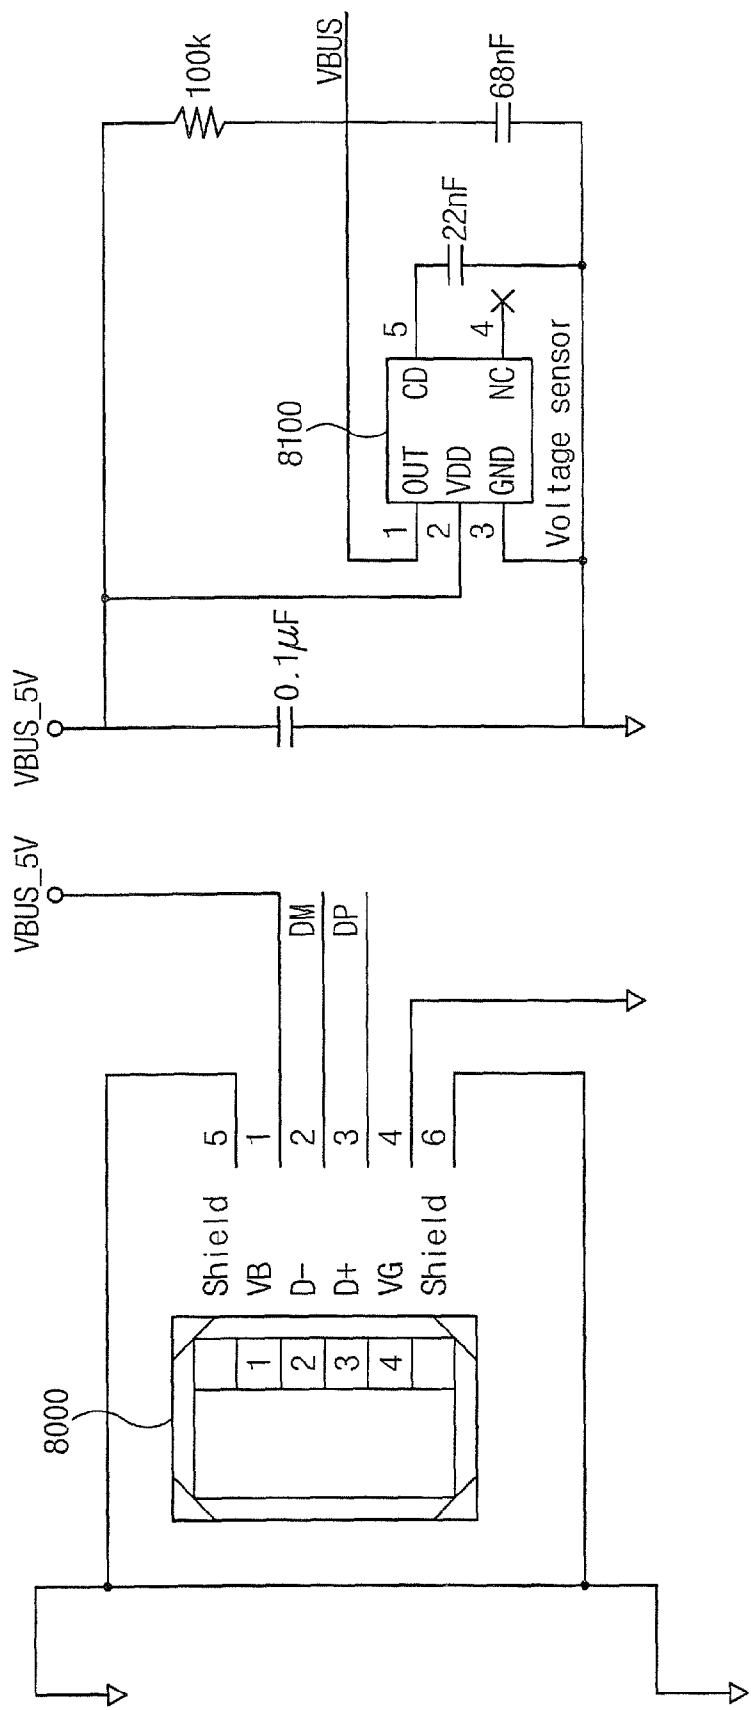 8000
1
2
3
4
Shield
VB
D-
D+
VG
Shield
5
1
2
3
4
6
VBUS_5V
DM
DP
VBUS_5V
0.1μF
8100
1
2
3
OUT
VDD
GND
CD
NC
5
4
Voltage sensor
22nF
VBUS
100k
68nF